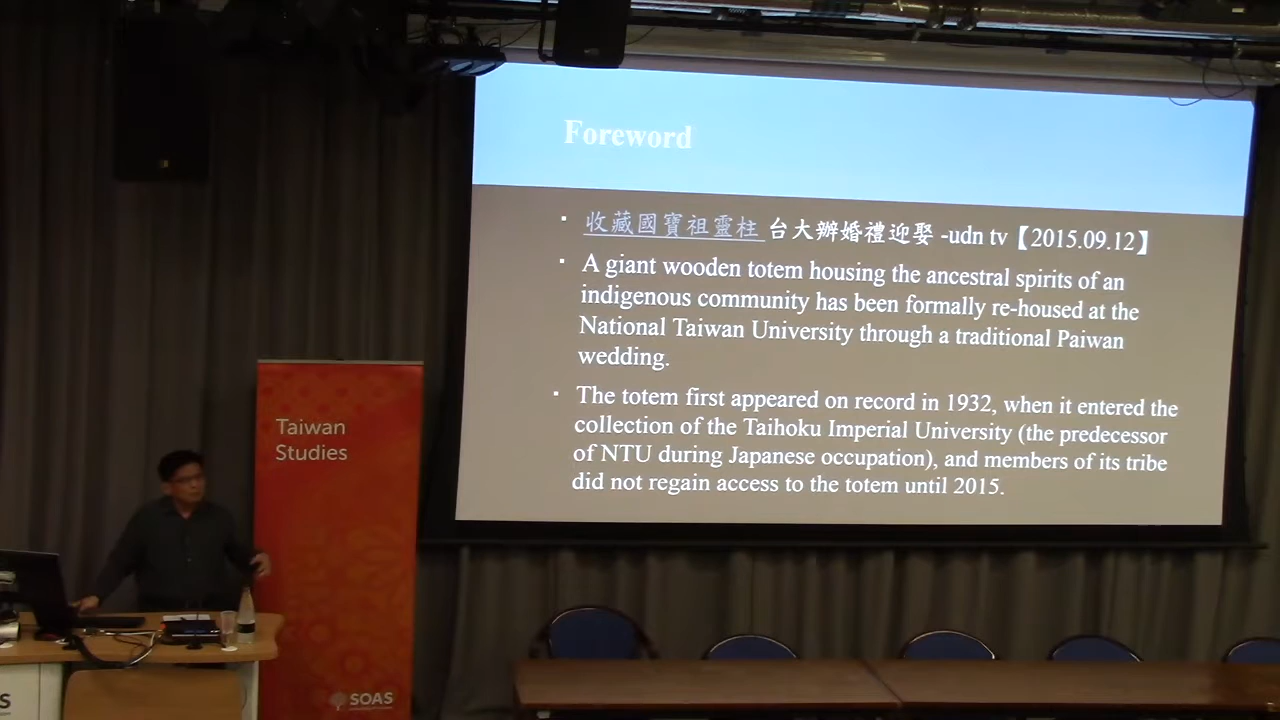 Foreword
收藏國寶祖靈柱 台大辦婚禮迎娶 -udn tv【2015.09.12】
A giant wooden totem housing the ancestral spirits of an
indigenous community has been formally re-housed at the
National Taiwan University through a traditional Paiwan
wedding.
The totem first appeared on record in 1932, when it entered the
collection of the Taihoku Imperial University (the predecessor
of NTU during Japanese occupation), and members of its tribe
did not regain access to the totem until 2015.
Taiwan
Studies
SOAS
S